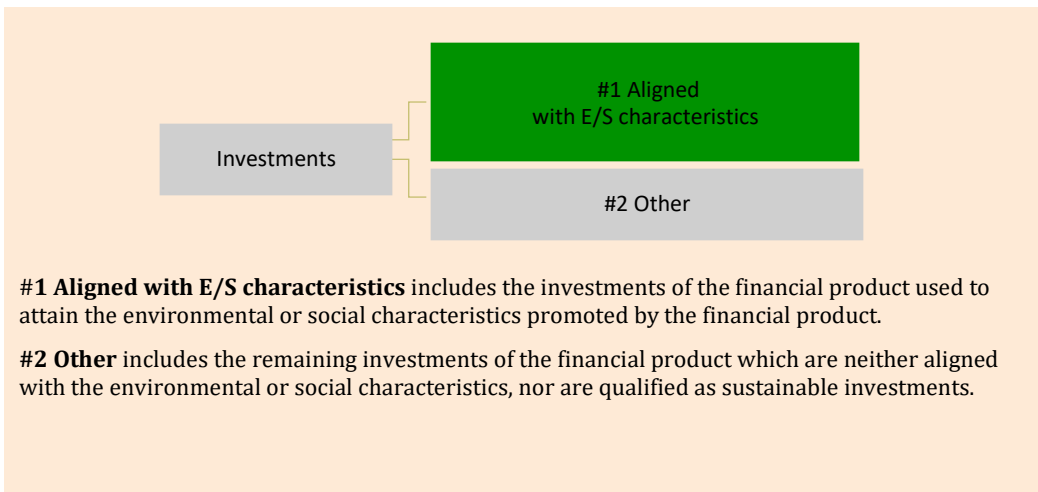 #1 Aligned
with E/S characteristics
Investments
#2 Other
#1 Aligned with E/S characteristics includes the investments of the financial product used to
attain the environmental or social characteristics promoted by the financial product.
#2 Other includes the remaining investments of the financial product which are neither aligned
with the environmental or social characteristics, nor are qualified as sustainable investments.